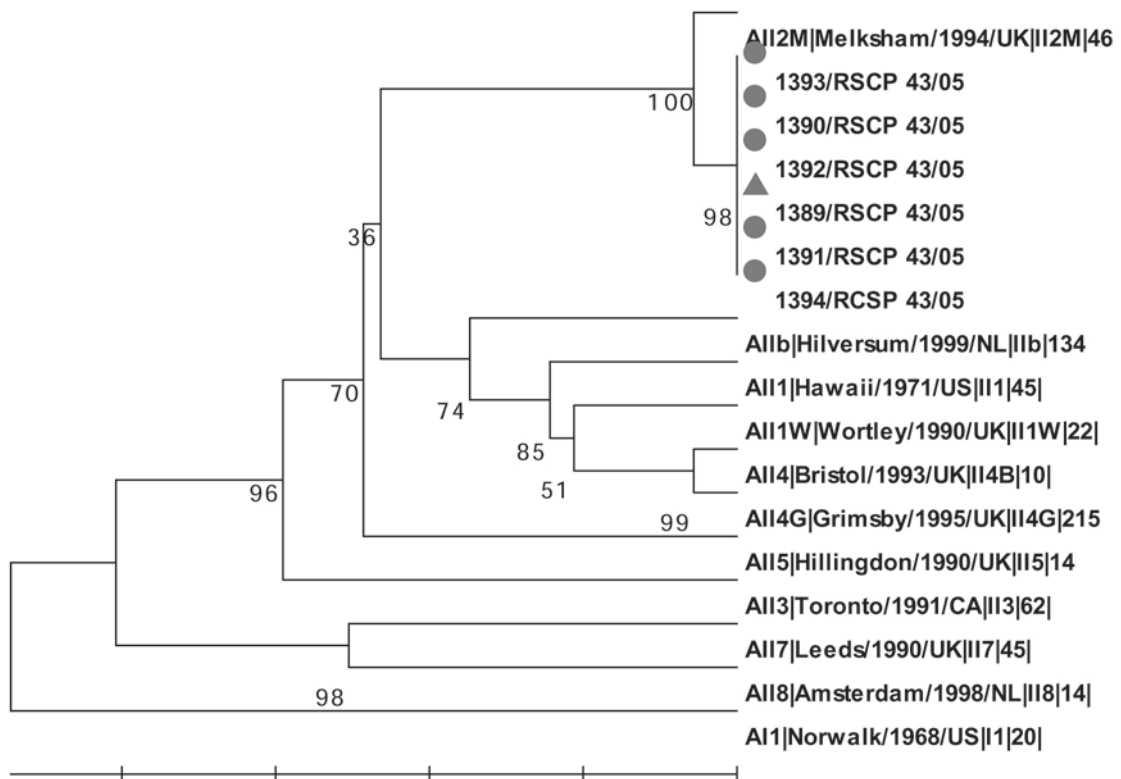 AII2M|Melksham/1994/UK|II2M|46
1393/RSCP 43/05
100
1390/RSCP 43/05
1392/RSCP 43/05
1389/RSCP 43/05
98
36
1391/RSCP 43/05
1394/RCSP 43/05
AIIb|Hilversum/1999/NL|IIb|134
AII1|Hawaii/1971/US|II1|45|
70
74
AII1W|Wortley/1990/UK|II1W|22|
85
AII4|Bristol/1993/UK|II4B|10|
96
51
AII4G|Grimsby/1995/UK|II4G|215
99
AII5|Hillingdon/1990/UK|II5|14
AII3|Toronto/1991/CA|II3|62|
AII7|Leeds/1990/UK|II7|45|
AII8|Amsterdam/1998/NL|II8|14|
98
AI1|Norwalk/1968/US|I1|20|